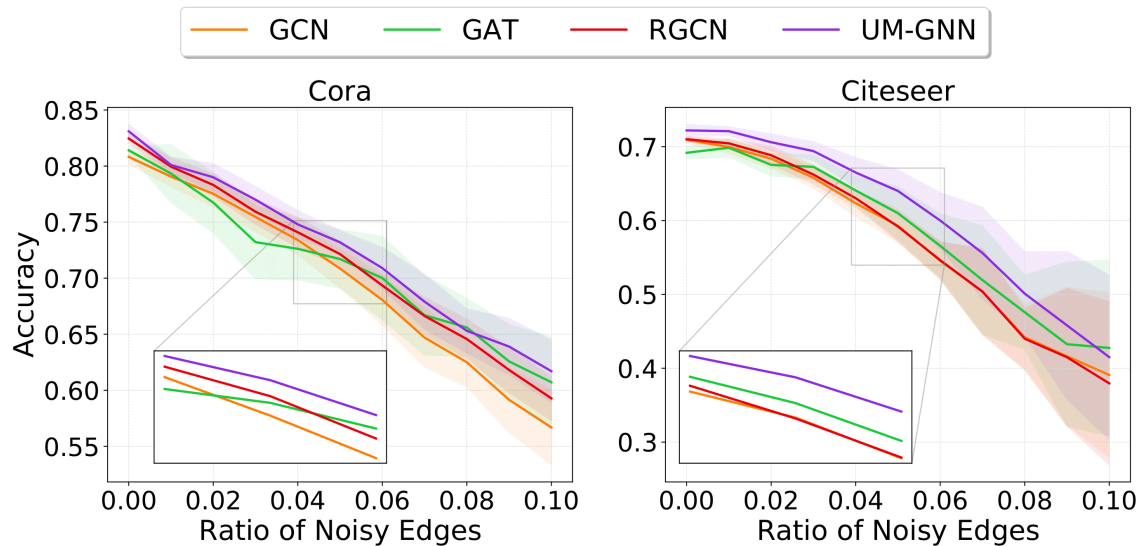 GCN GAT RGCN UM-GNN
Cora
Accuracy
0.85
0.80
0.75
0.70
0.65
0.60
0.55
0.00 0.02 0.04 0.06 0.08 0.10
Ratio of Noisy Edges
Citeseer
0.7
0.6
0.5
0.4
0.3
0.00 0.02 0.04 0.06 0.08 0.10
Ratio of Noisy Edges